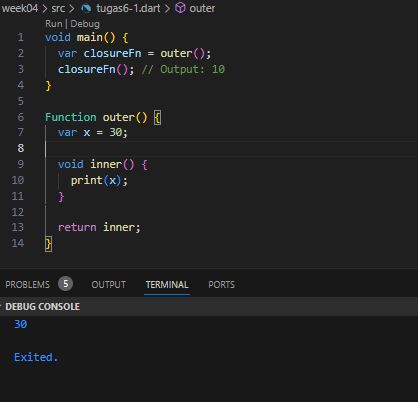 week04 > src > tugas6-1.dart > outer
Run | Debug
1 void main() {
2   var closureFn = outer();
3   closureFn(); // Output: 10
4 }
5
6 Function outer() {
7   var x = 30;
8
9   void inner() {
10     print(x);
11   }
12
13   return inner;
14 }
PROBLEMS 5 OUTPUT TERMINAL PORTS
DEBUG CONSOLE
30
Exited.